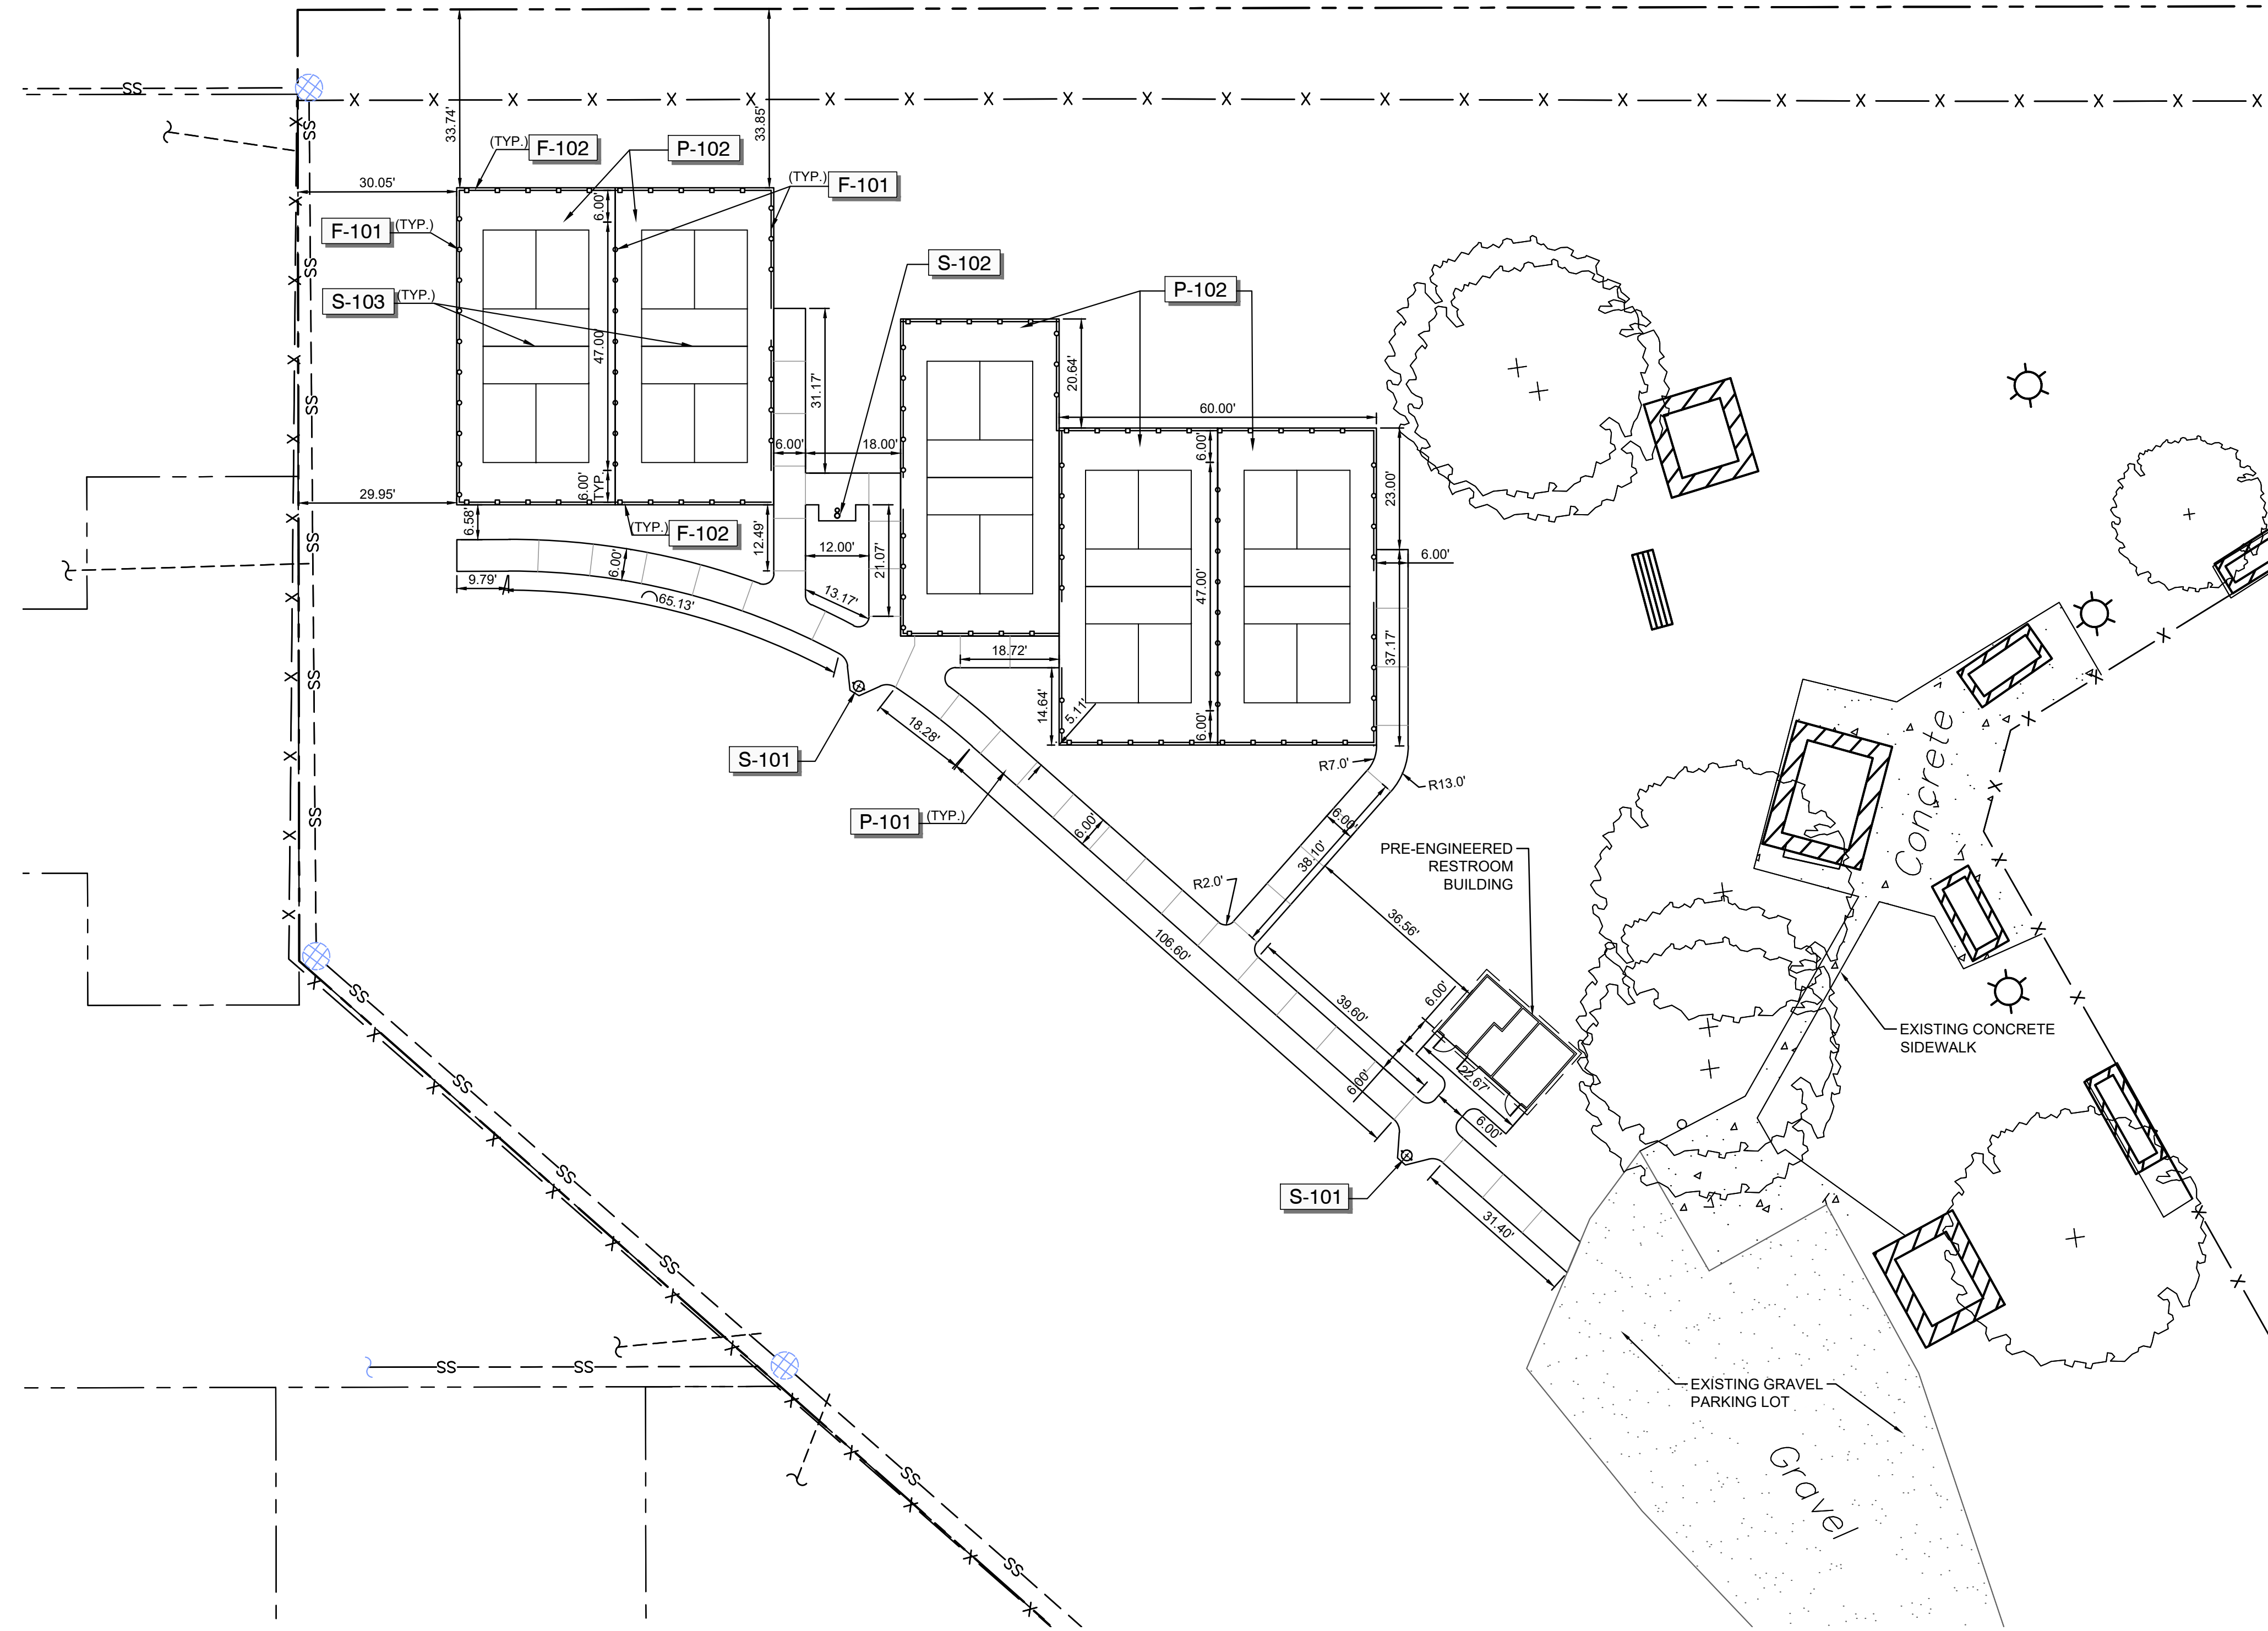 SS
X X X X X X X X X X X X X X X X X X X X X X X X X
33.74'
33.85'
X
SS
(TYP.) F-102
P-102
(TYP.) F-101
30.05'
X
6.00'
F-101 (TYP.)
S-102
X
SS
S-103 (TYP.)
P-102
47.00'
31.17'
20.64'
X
SS
60.00'
6.00'
18.00'
6.00'
X
6.00'
TYP.
29.95'
23.00'
6.58'
(TYP.) F-102
12.49'
X
SS
12.00'
21.07'
6.00'
6.00'
9.79'
65.13'
13.17'
47.00'
X
X
18.72'
37.17'
X
SS
X
X
14.64'
5.11'
6.00'
18.28'
S-101
X
R7.0'
R13.0'
Concrete
X
P-101 (TYP.)
6.00'
6.00'
X
SS
38.10'
PRE-ENGINEERED
RESTROOM
BUILDING
X
R2.0'
X
36.56'
X
106.60'
X
SS
39.60'
6.00'
X
X
EXISTING CONCRETE
SIDEWALK
X
SS
6.00'
22.67'
X
6.00'
X
SS
S-101
X
31.40'
X
SS
X
X
X
SS
SS
EXISTING GRAVEL
PARKING LOT
X
X
SS
Gravel
X
X
SS
X